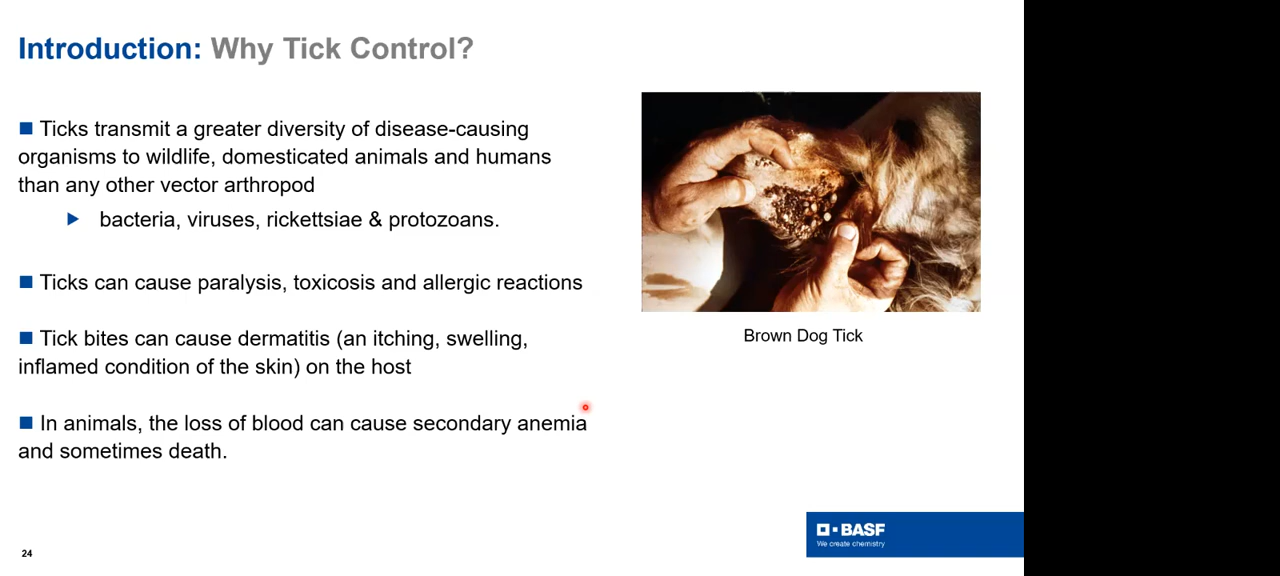 Introduction: Why Tick Control?
Ticks transmit a greater diversity of disease-causing
organisms to wildlife, domesticated animals and humans
than any other vector arthropod
bacteria, viruses, rickettsiae & protozoans.
Ticks can cause paralysis, toxicosis and allergic reactions
Tick bites can cause dermatitis (an itching, swelling,
inflamed condition of the skin) on the host
In animals, the loss of blood can cause secondary anemia
and sometimes death.
Brown Dog Tick
24
BASF
We create chemistry